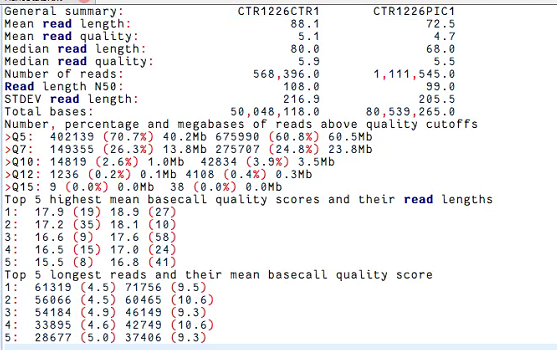 General summary: CTR1226CTR1 CTR1226PIC1
Mean read length: 88.1 72.5
Mean read quality: 5.1 4.7
Median read length: 80.0 68.0
Median read quality: 5.9 5.5
Number of reads: 568,396.0 1,111,545.0
Read length N50: 108.0 99.0
STDEV read length: 216.9 205.5
Total bases: 50,048,118.0 80,539,265.0
Number, percentage and megabases of reads above quality cutoffs
>Q5: 402139 (70.7%) 40.2Mb 675990 (60.8%) 60.5Mb
>Q7: 149355 (26.3%) 13.8Mb 275707 (24.8%) 23.8Mb
>Q10: 14819 (2.6%) 1.0Mb 42834 (3.9%) 3.5Mb
>Q12: 1236 (0.2%) 0.1Mb 4108 (0.4%) 0.3Mb
>Q15: 9 (0.0%) 0.0Mb 38 (0.0%) 0.0Mb
Top 5 highest mean basecall quality scores and their read lengths
1: 17.9 (19) 18.9 (27)
2: 17.2 (35) 18.1 (10)
3: 16.6 (9) 17.6 (58)
4: 16.5 (15) 17.0 (24)
5: 15.5 (8) 16.8 (41)
Top 5 longest reads and their mean basecall quality score
1: 61319 (4.5) 71756 (9.5)
2: 56066 (4.5) 60465 (10.6)
3: 54184 (4.9) 46149 (9.3)
4: 33895 (4.6) 42749 (10.6)
5: 28677 (5.0) 37406 (9.3)